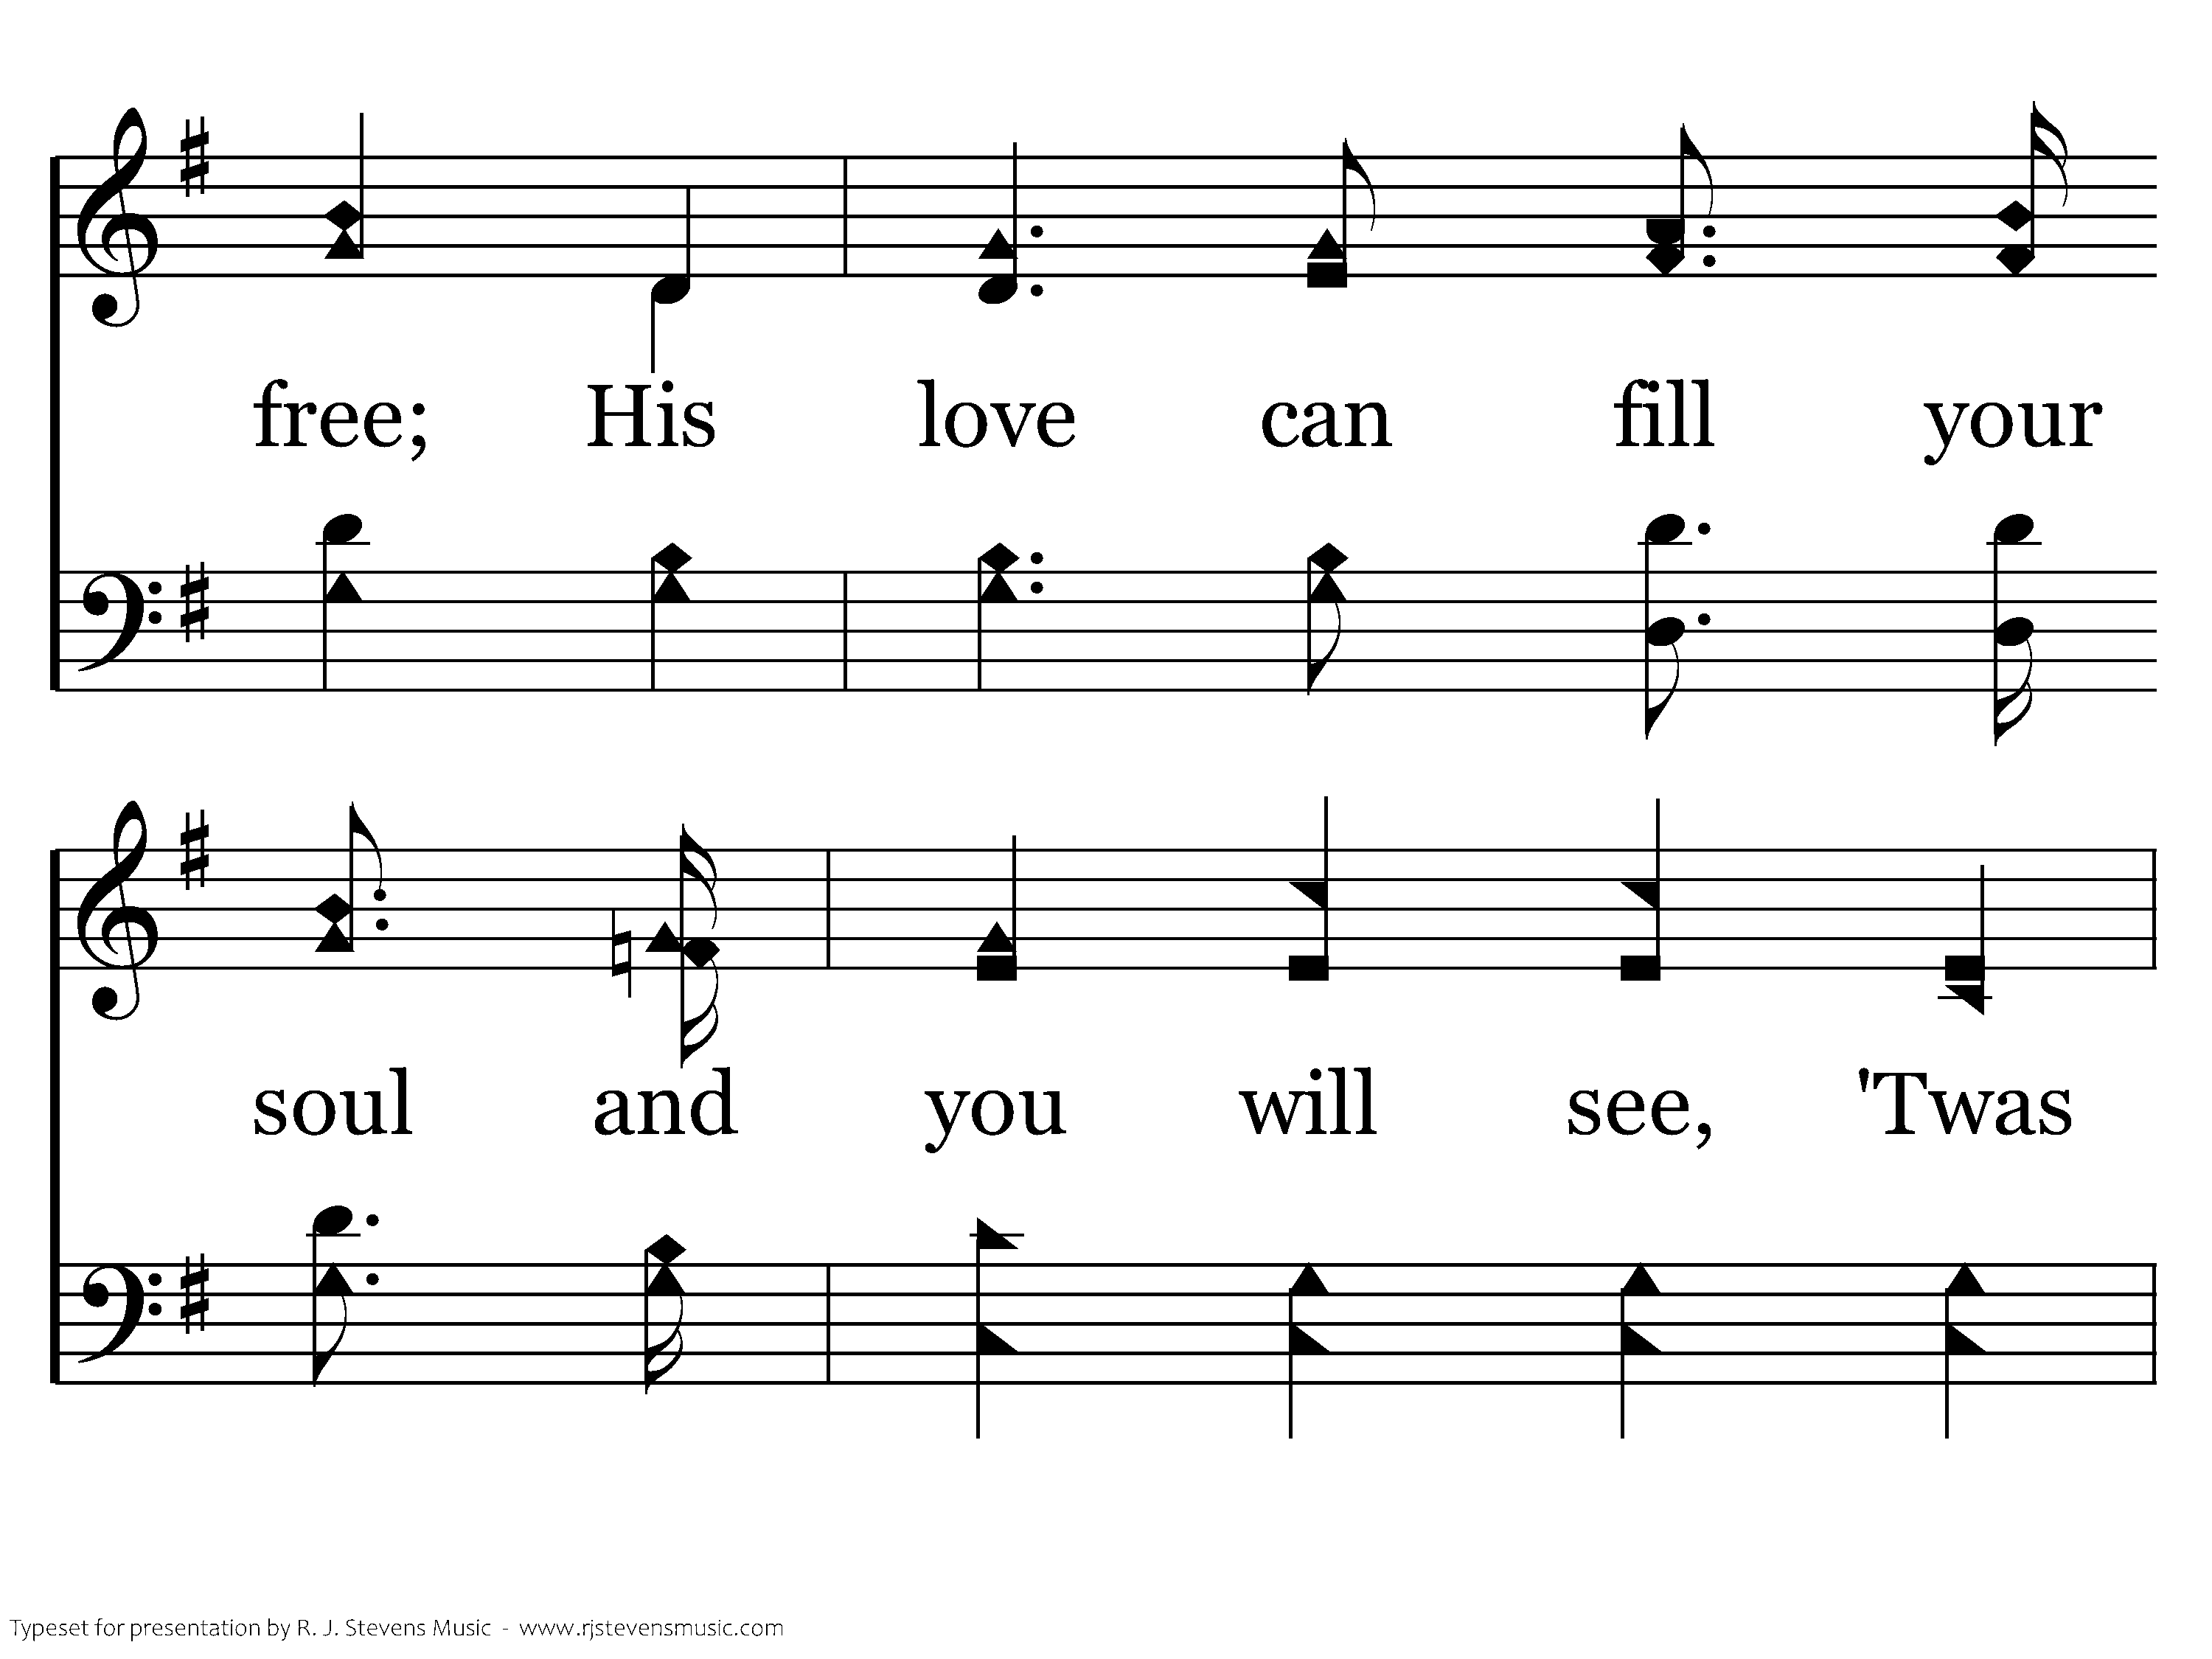 free; His love can fill your
soul and you will see, 'Twas
Typeset for presentation by R. J. Stevens Music - www.rjstevensmusic.com